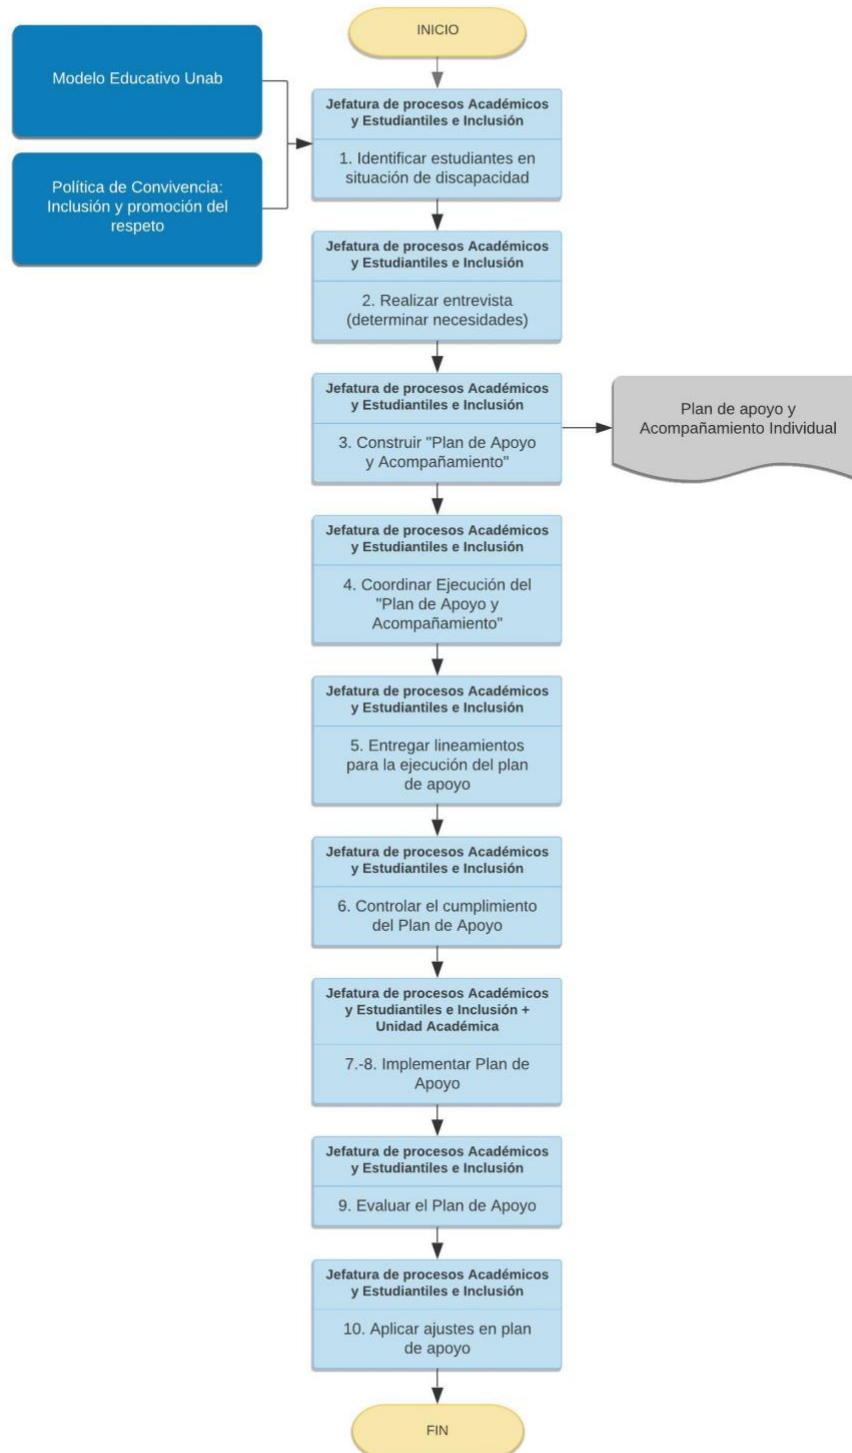 INICIO
Modelo Educativo Unab
Política de Convivencia:
Inclusión y promoción del
respeto
Jefatura de procesos Académicos
y Estudiantiles e Inclusión
1. Identificar estudiantes en
situación de discapacidad
Jefatura de procesos Académicos
y Estudiantiles e Inclusión
2. Realizar entrevista
(determinar necesidades)
Jefatura de procesos Académicos
y Estudiantiles e Inclusión
3. Construir "Plan de Apoyo
y Acompañamiento"
Plan de apoyo y
Acompañamiento Individual
Jefatura de procesos Académicos
y Estudiantiles e Inclusión
4. Coordinar Ejecución del
"Plan de Apoyo y
Acompañamiento"
Jefatura de procesos Académicos
y Estudiantiles e Inclusión
5. Entregar lineamientos
para la ejecución del plan
de apoyo
Jefatura de procesos Académicos
y Estudiantiles e Inclusión
6. Controlar el cumplimiento
del Plan de Apoyo
Jefatura de procesos Académicos
y Estudiantiles e Inclusión +
Unidad Académica
7.-8. Implementar Plan de
Apoyo
Jefatura de procesos Académicos
y Estudiantiles e Inclusión
9. Evaluar el Plan de Apoyo
Jefatura de procesos Académicos
y Estudiantiles e Inclusión
10. Aplicar ajustes en plan
de apoyo
FIN